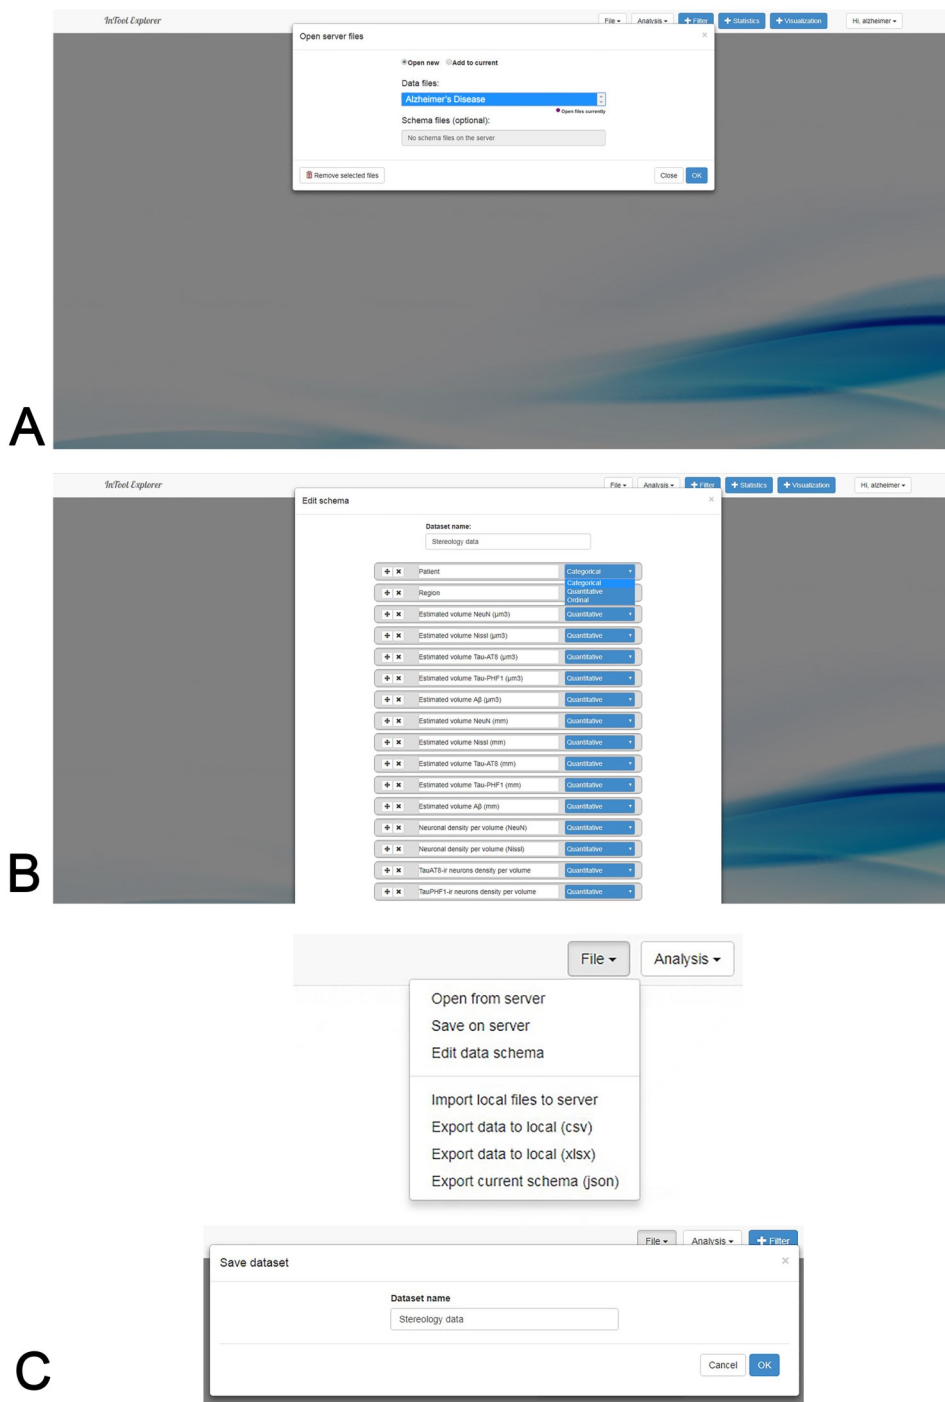 InTool Explorer File Analysis + Filter + Statistics + Visualization Hi, alzheimer
Open server files ×
Open new Add to current
Data files:
Alzheimer's Disease
Open files currently
Schema files (optional):
No schema files on the server
Remove selected files Close OK
A
InTool Explorer File Analysis + Filter + Statistics + Visualization Hi, alzheimer
Edit schema ×
Dataset name:
Stereology data
Patient Categorical
Categorical
Region Quantitative
Ordinal
Estimated volume NeuN (µm3) Quantitative
Estimated volume Nissl (µm3) Quantitative
Estimated volume Tau-AT8 (µm3) Quantitative
Estimated volume Tau-PHF1 (µm3) Quantitative
Estimated volume Aβ (µm3) Quantitative
Estimated volume NeuN (mm) Quantitative
Estimated volume Nissl (mm) Quantitative
Estimated volume Tau-AT8 (mm) Quantitative
Estimated volume Tau-PHF1 (mm) Quantitative
Estimated volume Aβ (mm) Quantitative
Neuronal density per volume (NeuN) Quantitative
Neuronal density per volume (Nissl) Quantitative
TauAT8-ir neurons density per volume Quantitative
TauPHF1-ir neurons density per volume Quantitative
B
File Analysis
Open from server
Save on server
Edit data schema
Import local files to server
Export data to local (csv)
Export data to local (xlsx)
Export current schema (json)
File Analysis + Filter
Save dataset ×
Dataset name
Stereology data
Cancel OK
C